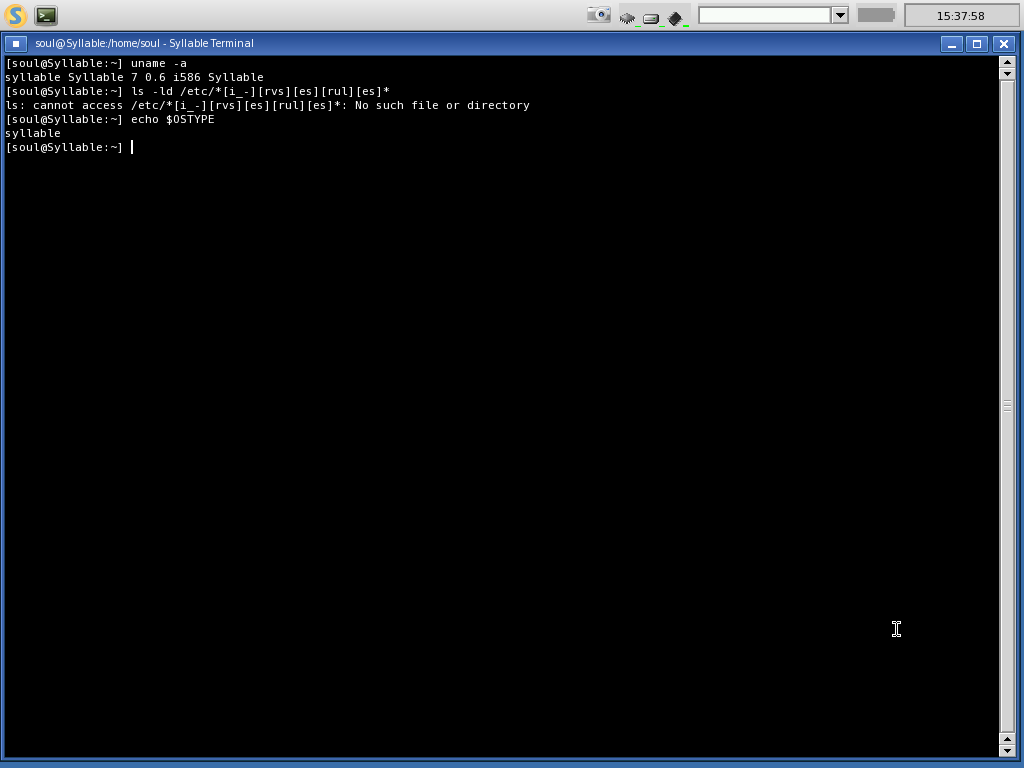 S
15:37:58
soul@Syllable:/home/soul - Syllable Terminal
[soul@Syllable:~] uname -a
syllable Syllable 7 0.6 i586 Syllable
[soul@Syllable:~] ls -ld /etc/*[i_-][rvs][es][rul][es]*
ls: cannot access /etc/*[i_-][rvs][es][rul][es]*: No such file or directory
[soul@Syllable:~] echo $OSTYPE
syllable
[soul@Syllable:~]